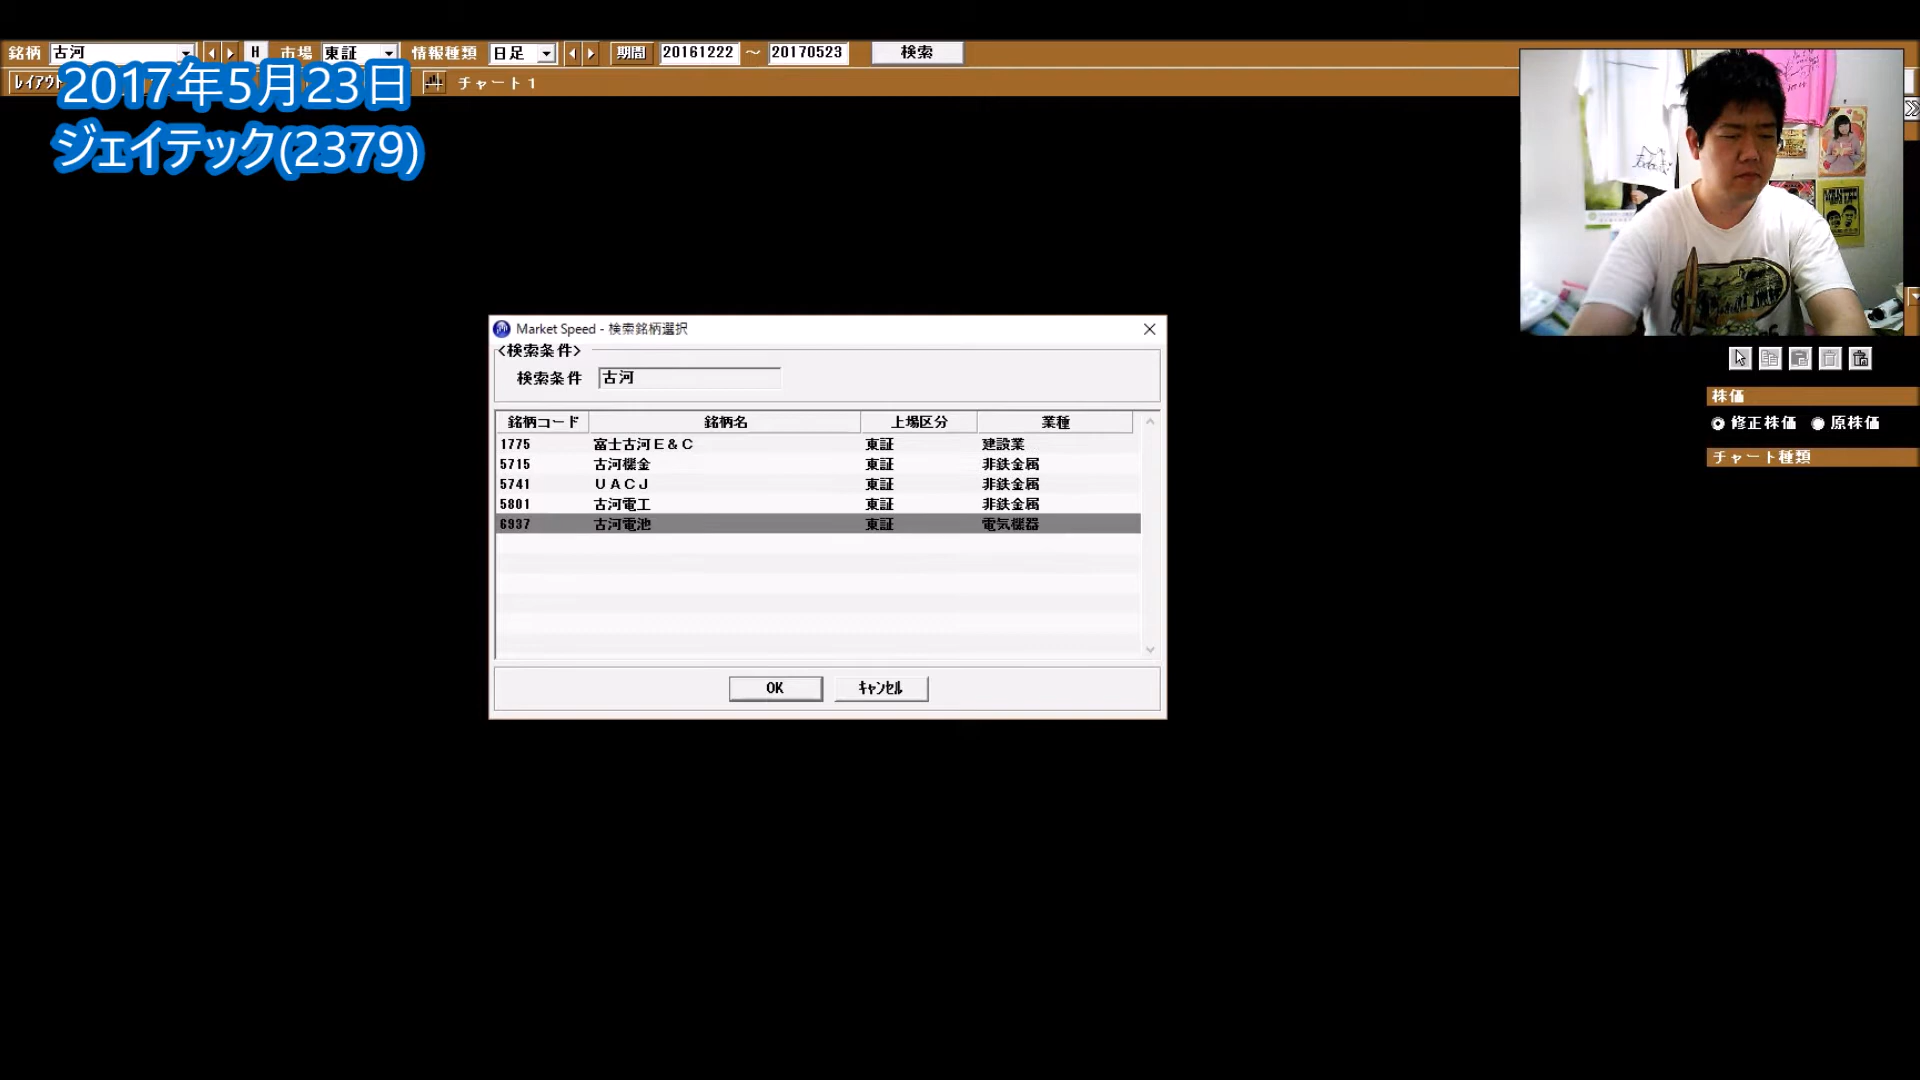 銘柄 古河 H 市場 東証 情報種類 日足 期間 20161222 ～ 20170523 検索
チャート1
2017年5月23日
ジェイテック(2379)
Market Speed - 検索銘柄選択
<検索条件>
検索条件 古河
銘柄コード 銘柄名 上場区分 業種
1775 富士古河E&C 東証 建設業
5715 古河機金 東証 非鉄金属
5741 UACJ 東証 非鉄金属
5801 古河電工 東証 非鉄金属
6937 古河電池 東証 電気機器
OK ｷｬﾝｾﾙ
株価
修正株価 原株価
チャート種類